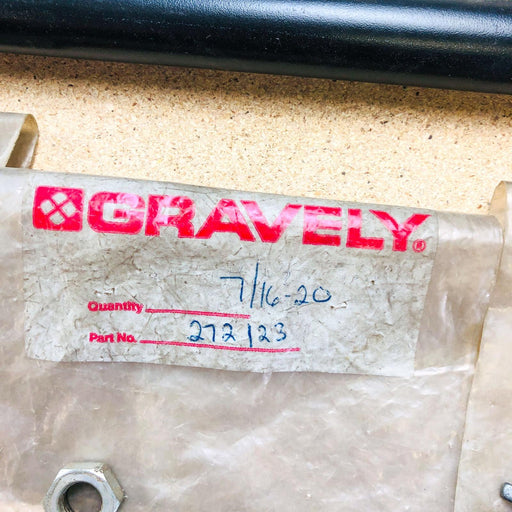 GRAVELY®
Quantity 7/16-20
Part No. 272123